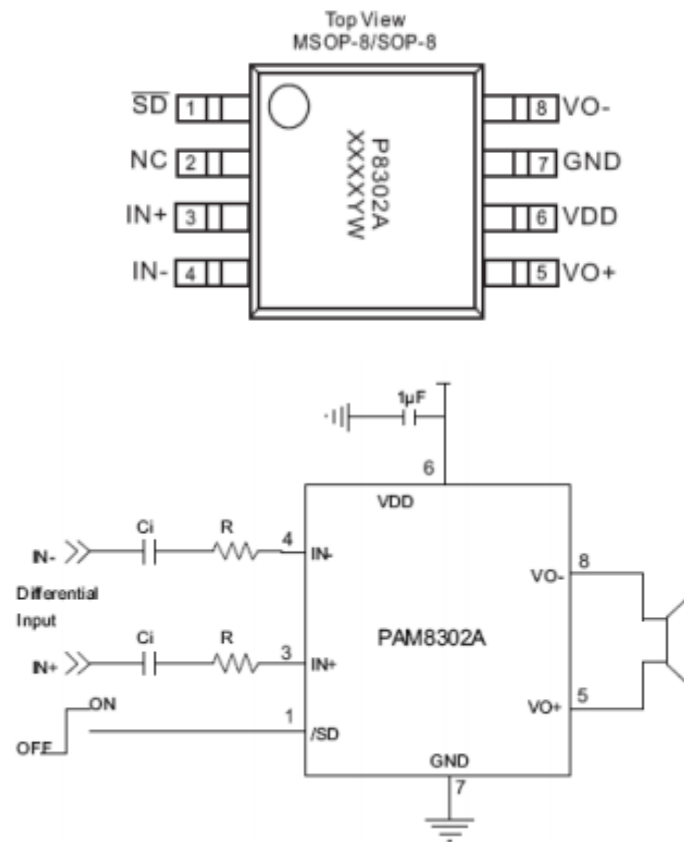 Top View
MSOP-8/SOP-8
SD 1
8 VO-
NC 2
7 GND
IN+ 3
6 VDD
IN- 4
5 VO+
P8302A
XXXXYW
1µF
6
VDD
Ci R 4
IN- IN-
8
VO-
Differential
Input
PAM8302A
Ci R 3
IN+ IN+
5
VO+
ON
1
OFF
/SD
GND
7